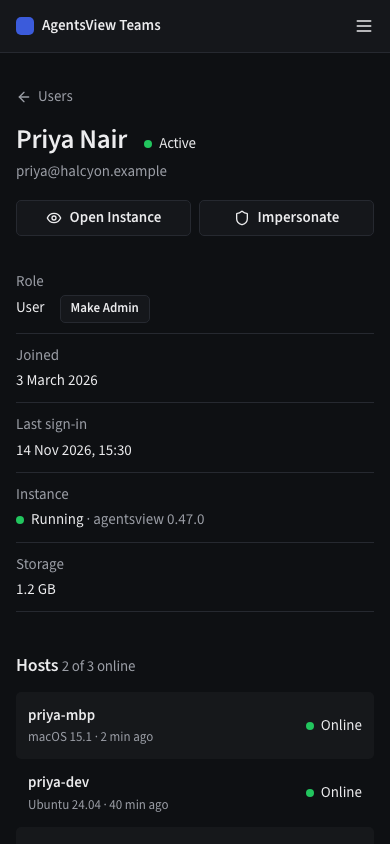 AgentsView Teams
Users
Priya Nair
Active
priya@halcyon.example
Open Instance
Impersonate
Role
User
Make Admin
Joined
3 March 2026
Last sign-in
14 Nov 2026, 15:30
Instance
Running · agentsview 0.47.0
Storage
1.2 GB
Hosts 2 of 3 online
priya-mbp
macOS 15.1 · 2 min ago
Online
priya-dev
Ubuntu 24.04 · 40 min ago
Online